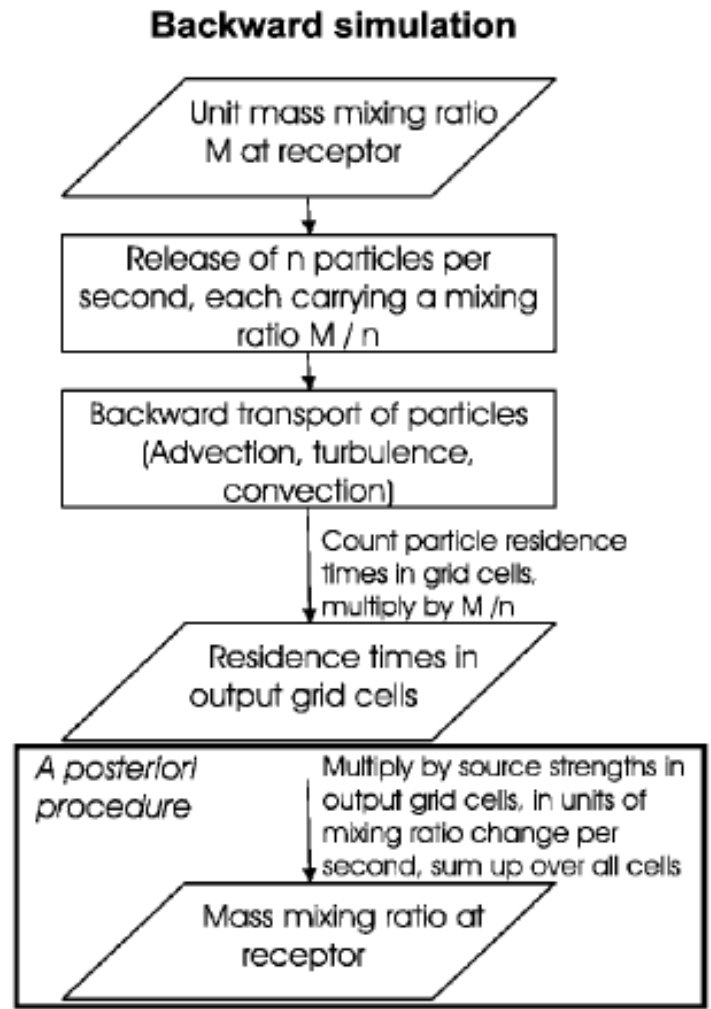 Backward simulation
Unit mass mixing ratio
M at receptor
Release of n particles per
second, each carrying a mixing
ratio M / n
Backward transport of particles
(Advection, turbulence,
convection)
Count particle residence
times in grid cells,
multiply by M /n
Residence times in
output grid cells
A posteriori
procedure
Multiply by source strengths in
output grid cells, in units of
mixing ratio change per
second, sum up over all cells
Mass mixing ratio at
receptor